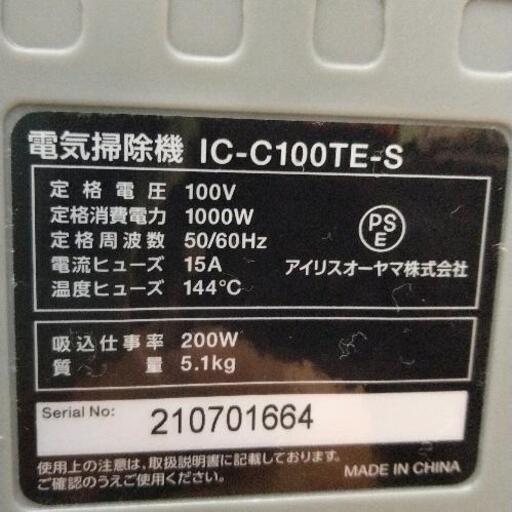 電気掃除機 IC-C100TE-S
定格電圧 100V
定格消費電力 1000W
定格周波数 50/60Hz
電流ヒューズ 15A
温度ヒューズ 144℃
PSE
アイリスオーヤマ株式会社
吸込仕事率 200W
質量 5.1kg
Serial No: 210701664
使用上の注意は、取扱説明書に記載しております。
ご確認のうえご使用ください。
MADE IN CHINA